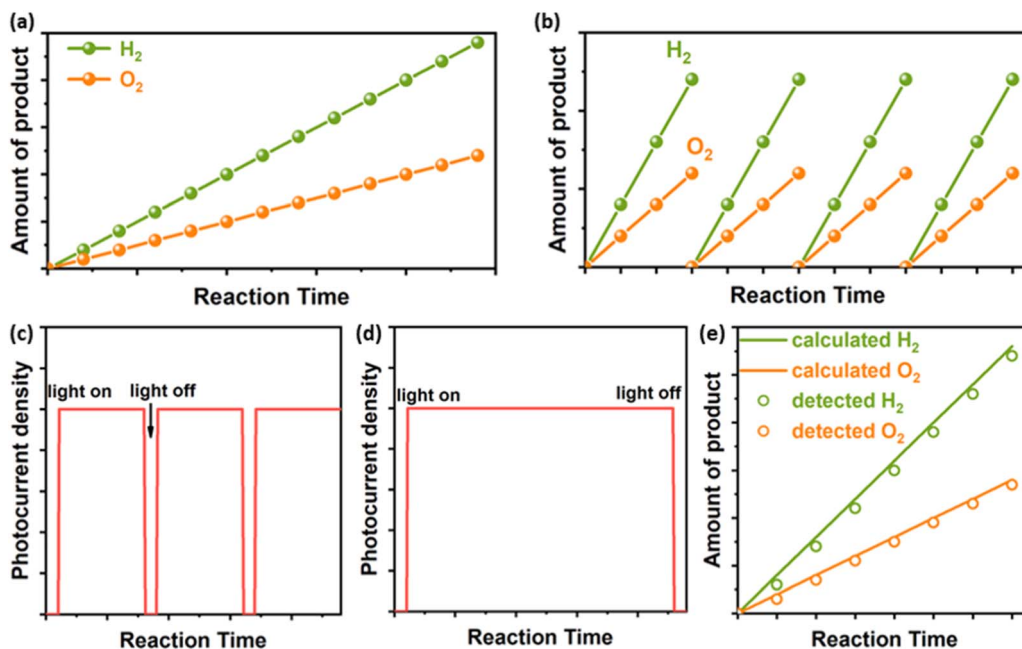 (a)
H₂
O₂
Amount of product
Reaction Time
(b)
H₂
O₂
Amount of product
Reaction Time
(c)
light on
light off
Photocurrent density
Reaction Time
(d)
light on
light off
Photocurrent density
Reaction Time
(e)
calculated H₂
calculated O₂
detected H₂
detected O₂
Amount of product
Reaction Time